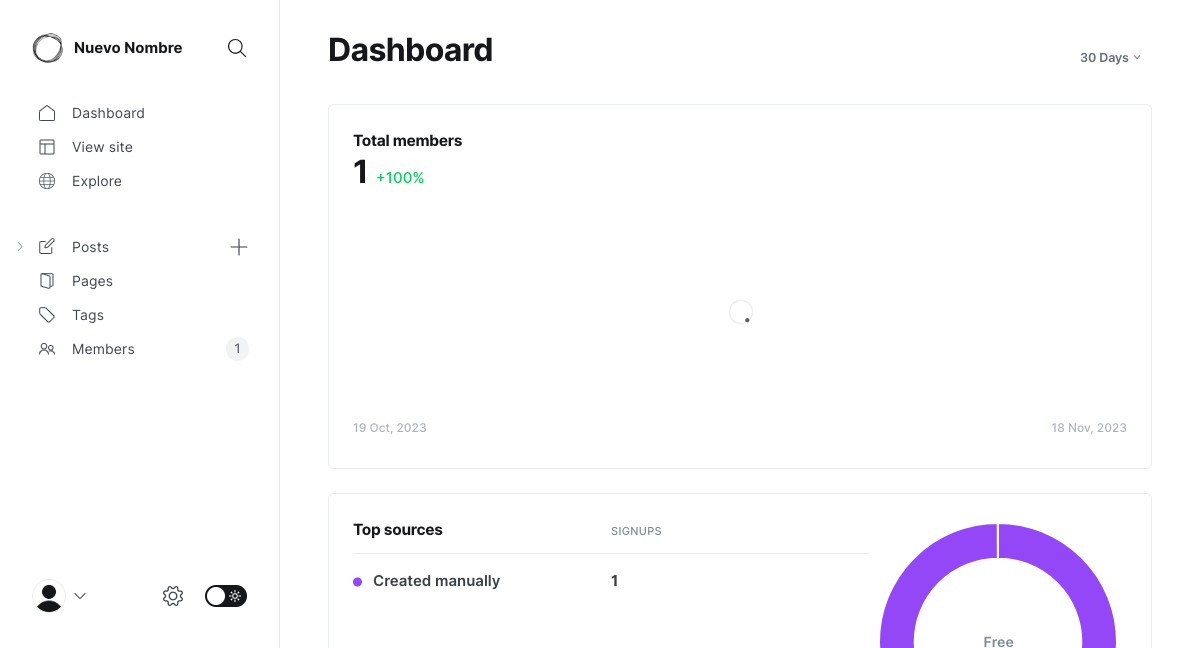 Nuevo Nombre
Dashboard
View site
Explore
Posts
Pages
Tags
Members 1
Dashboard
30 Days
Total members
1 +100%
19 Oct, 2023 18 Nov, 2023
Top sources SIGNUPS
Created manually 1
Free